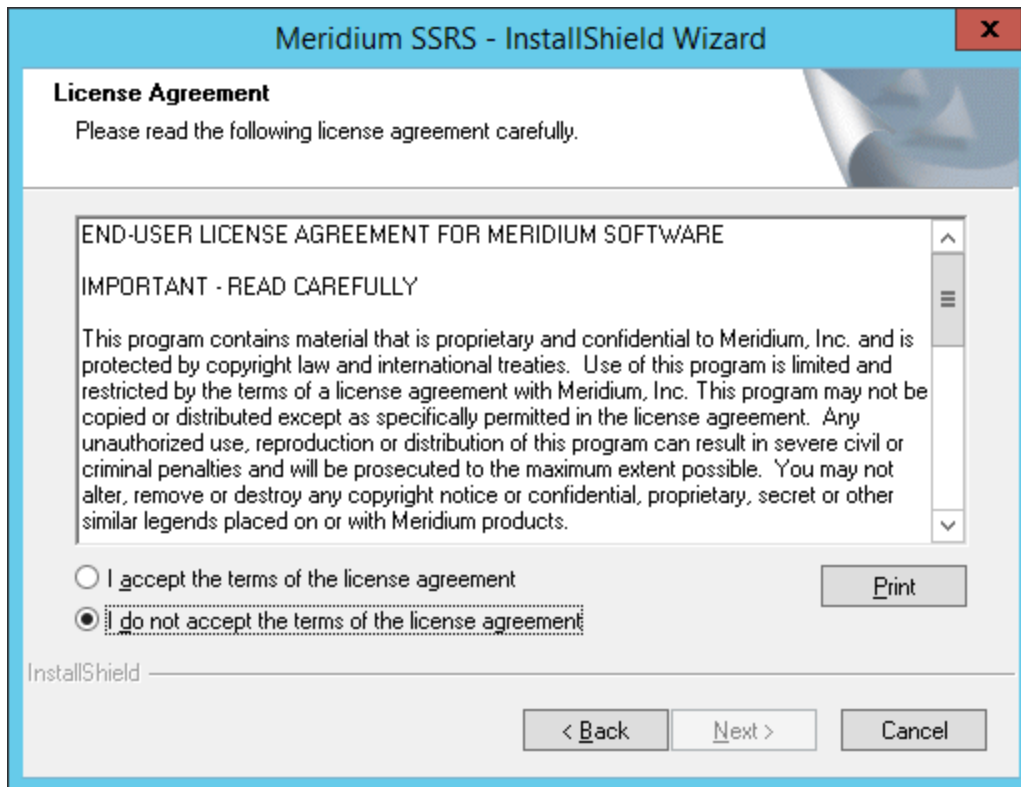 Meridium SSRS - InstallShield Wizard
x
License Agreement
Please read the following license agreement carefully.
END-USER LICENSE AGREEMENT FOR MERIDIUM SOFTWARE
IMPORTANT - READ CAREFULLY
This program contains material that is proprietary and confidential to Meridium, Inc. and is
protected by copyright law and international treaties.  Use of this program is limited and
restricted by the terms of a license agreement with Meridium, Inc. This program may not be
copied or distributed except as specifically permitted in the license agreement.  Any
unauthorized use, reproduction or distribution of this program can result in severe civil or
criminal penalties and will be prosecuted to the maximum extent possible.  You may not
alter, remove or destroy any copyright notice or confidential, proprietary, secret or other
similar legends placed on or with Meridium products.
I accept the terms of the license agreement
Print
I do not accept the terms of the license agreement
InstallShield
< Back
Next >
Cancel